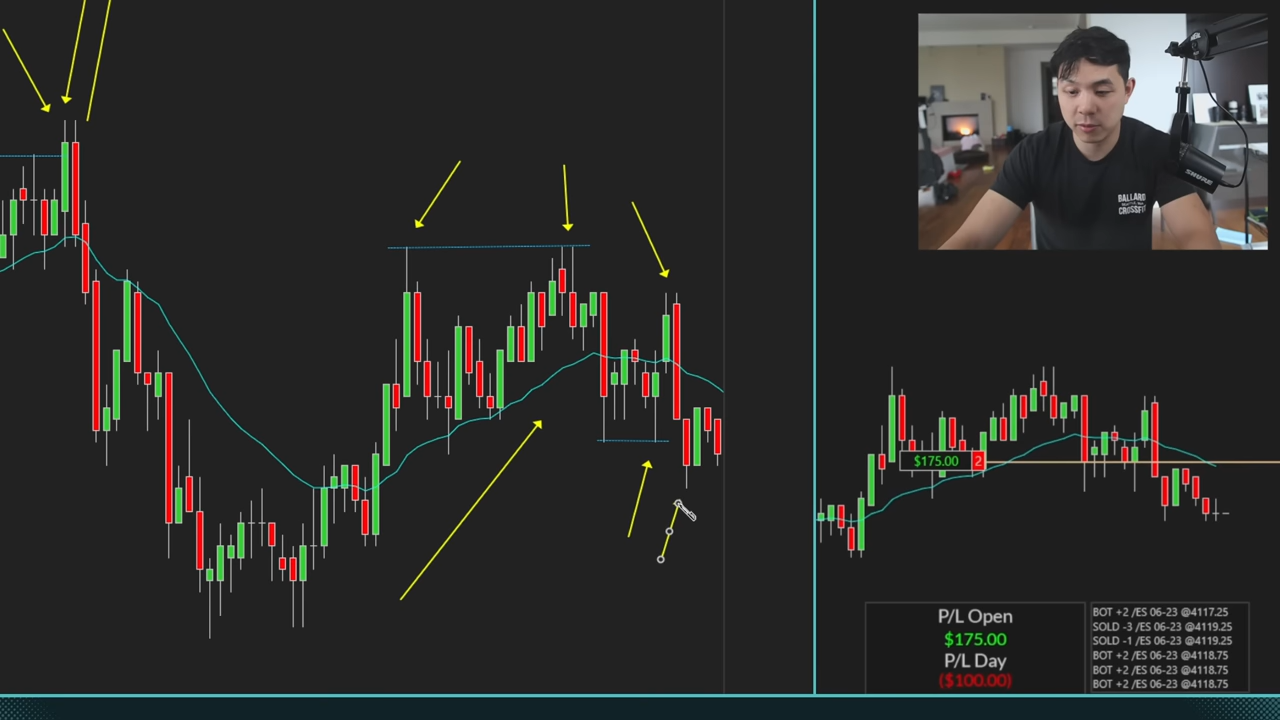 BALLARD
CROSSFIT
SHURE
$175.00 2
P/L Open
$175.00
P/L Day
($100.00)
BOT +2 /ES 06-23 @4117.25
SOLD -3 /ES 06-23 @4119.25
SOLD -1 /ES 06-23 @4119.25
BOT +2 /ES 06-23 @4118.75
BOT +2 /ES 06-23 @4118.75
BOT +2 /ES 06-23 @4118.75